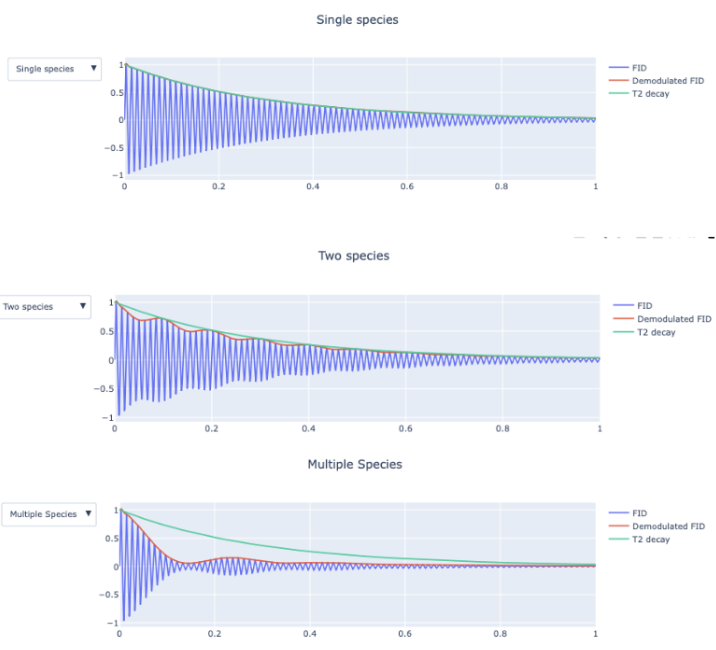 Single species
Single species ▼
FID
Demodulated FID
T2 decay
1
0.5
0
−0.5
−1
0 0.2 0.4 0.6 0.8 1
Two species
Two species ▼
FID
Demodulated FID
T2 decay
1
0.5
0
−0.5
−1
0 0.2 0.4 0.6 0.8 1
Multiple Species
Multiple Species ▼
FID
Demodulated FID
T2 decay
1
0.5
0
−0.5
−1
0 0.2 0.4 0.6 0.8 1